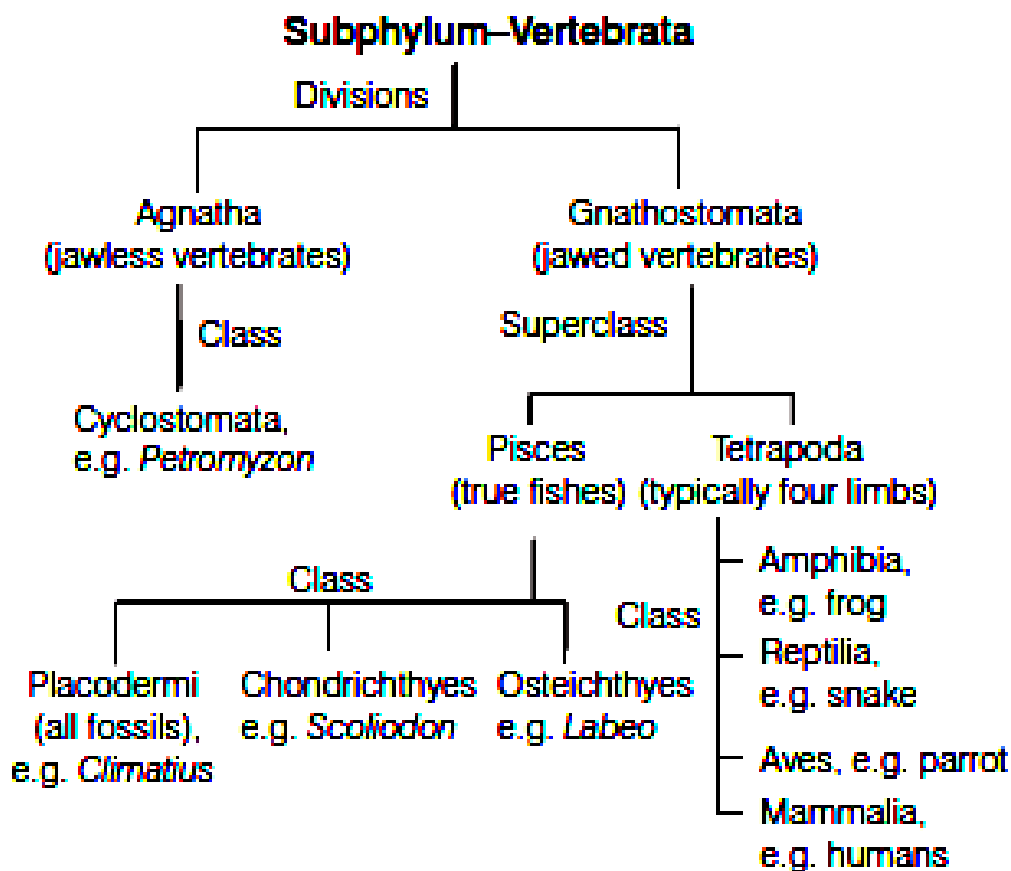 Subphylum–Vertebrata
Divisions
Agnatha
(jawless vertebrates)
Gnathostomata
(jawed vertebrates)
Class
Superclass
Cyclostomata,
e.g. Petromyzon
Pisces
(true fishes)
Tetrapoda
(typically four limbs)
Class
Placodermi
(all fossils),
e.g. Climatius
Chondrichthyes
e.g. Scoliodon
Osteichthyes
e.g. Labeo
Class
Amphibia,
e.g. frog
Reptilia,
e.g. snake
Aves, e.g. parrot
Mammalia,
e.g. humans